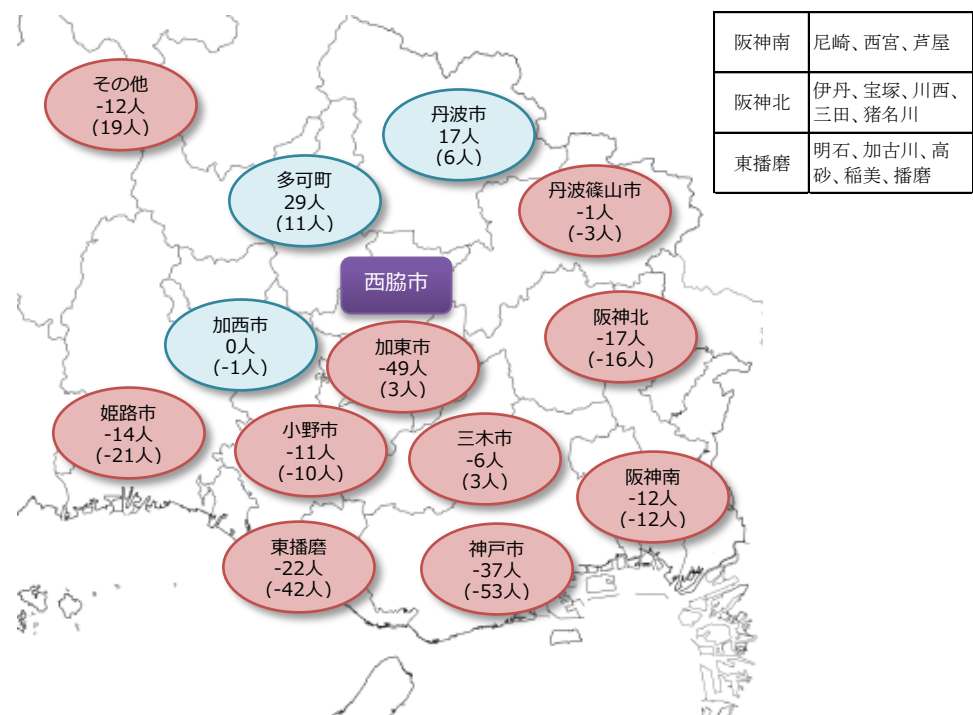 その他
-12人
(19人)
丹波市
17人
(6人)
多可町
29人
(11人)
丹波篠山市
-1人
(-3人)
西脇市
加西市
0人
(-1人)
加東市
-49人
(3人)
阪神北
-17人
(-16人)
姫路市
-14人
(-21人)
小野市
-11人
(-10人)
三木市
-6人
(3人)
阪神南
-12人
(-12人)
東播磨
-22人
(-42人)
神戸市
-37人
(-53人)
阪神南
尼崎、西宮、芦屋
阪神北
伊丹、宝塚、川西、
三田、猪名川
東播磨
明石、加古川、高
砂、稲美、播磨